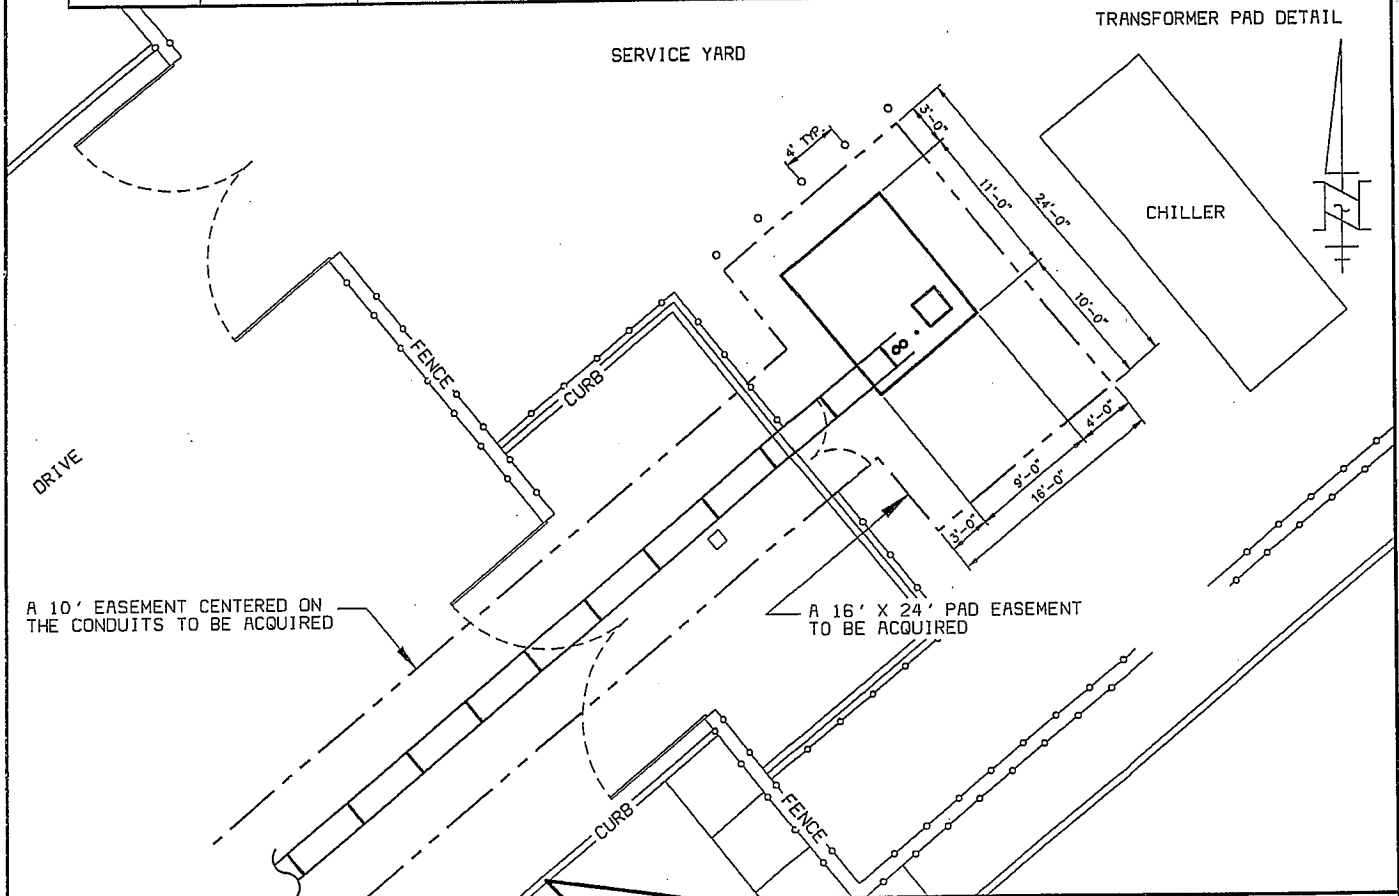 TRANSFORMER PAD DETAIL
SERVICE YARD
3'-0"
4' TYP.
11'-0"
24'-0"
CHILLER
10'-0"
FENCE
CURB
4'-0"
DRIVE
9'-0"
16'-0"
3'-0"
A 10' EASEMENT CENTERED ON
THE CONDUITS TO BE ACQUIRED
A 16' X 24' PAD EASEMENT
TO BE ACQUIRED
CURB
FENCE